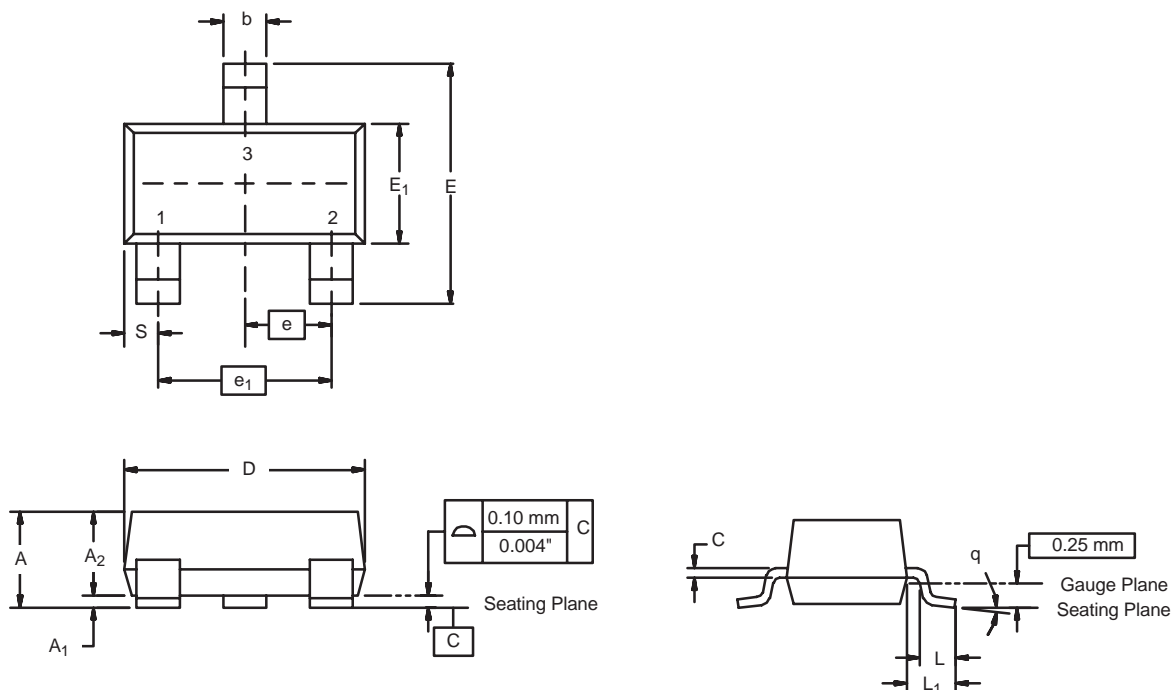 b
3
E₁
E
1
2
S
e
e₁
D
0.10 mm
C
0.004"
A
A₂
Seating Plane
C
A₁
C
q
0.25 mm
Gauge Plane
Seating Plane
L
L₁